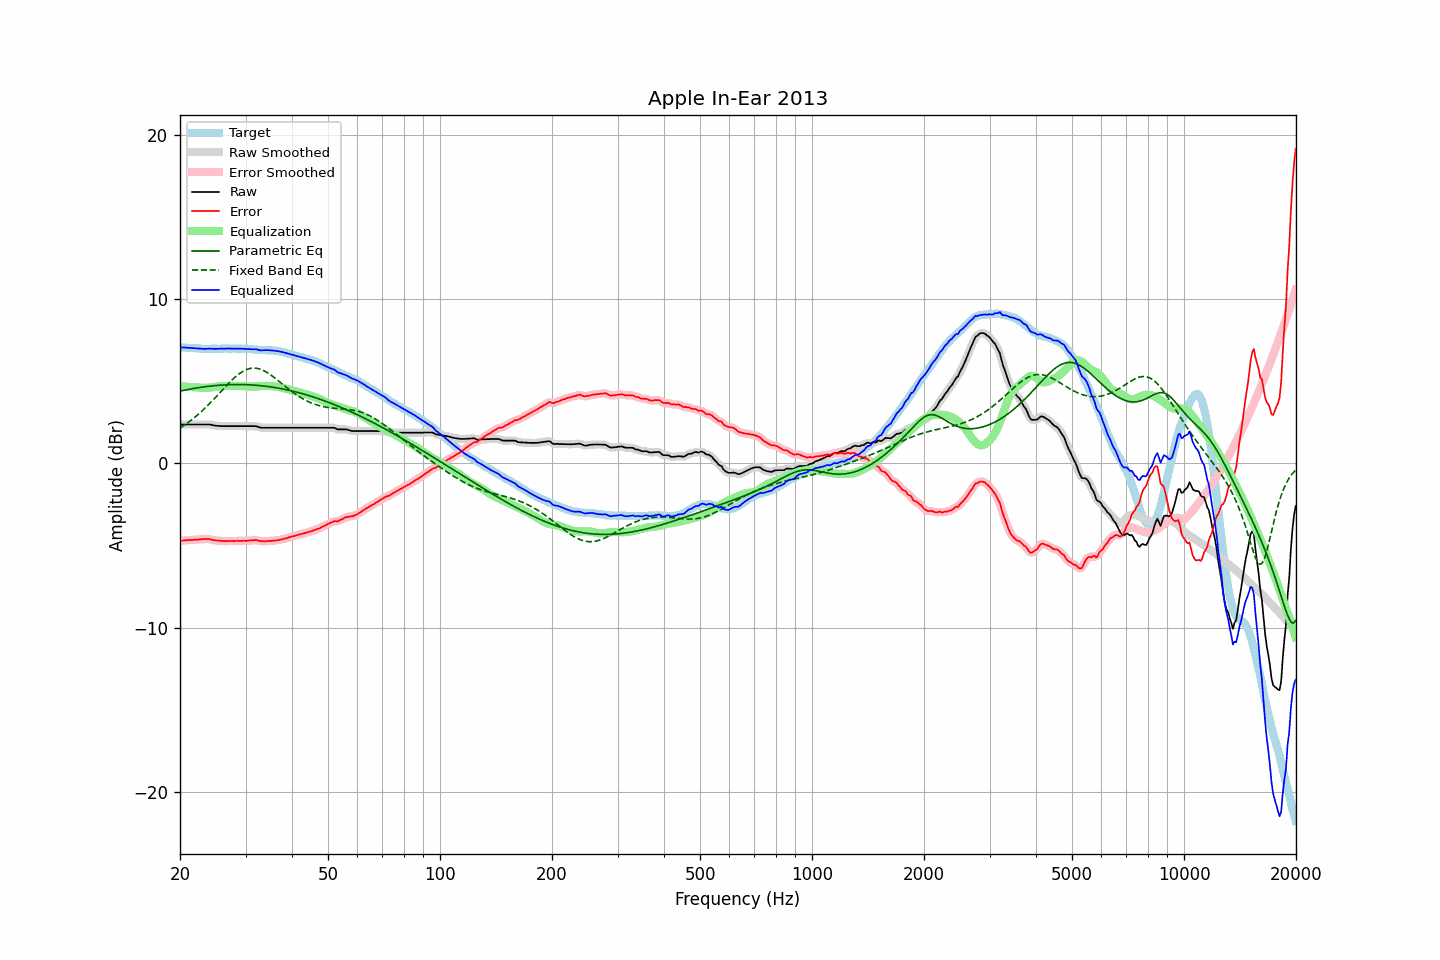 Apple In-Ear 2013
Target
Raw Smoothed
Error Smoothed
Raw
Error
Equalization
Parametric Eq
Fixed Band Eq
Equalized
Amplitude (dBr)
20
10
0
−10
−20
20 50 100 200 500 1000 2000 5000 10000 20000
Frequency (Hz)